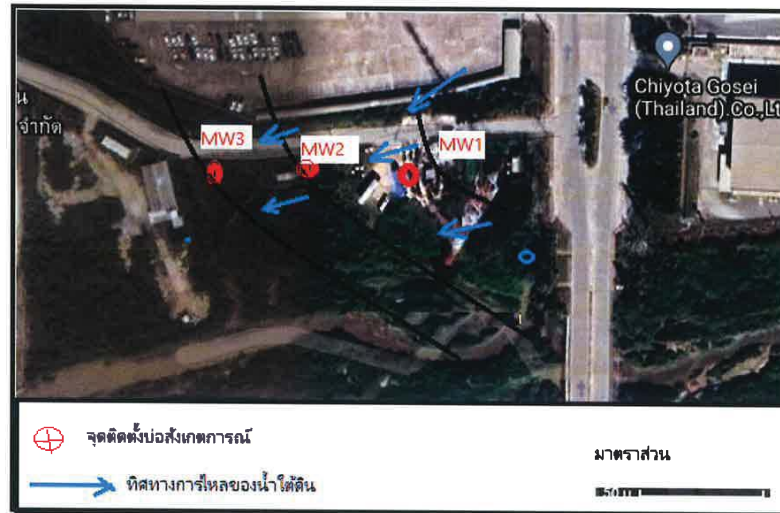 Chiyota Gosei
(Thailand).Co.,Lt
น
จำกัด
MW3
MW2
MW1
จุดติดตั้งบ่อสังเกตการณ์
ทิศทางการไหลของน้ำใต้ดิน
มาตราส่วน
50